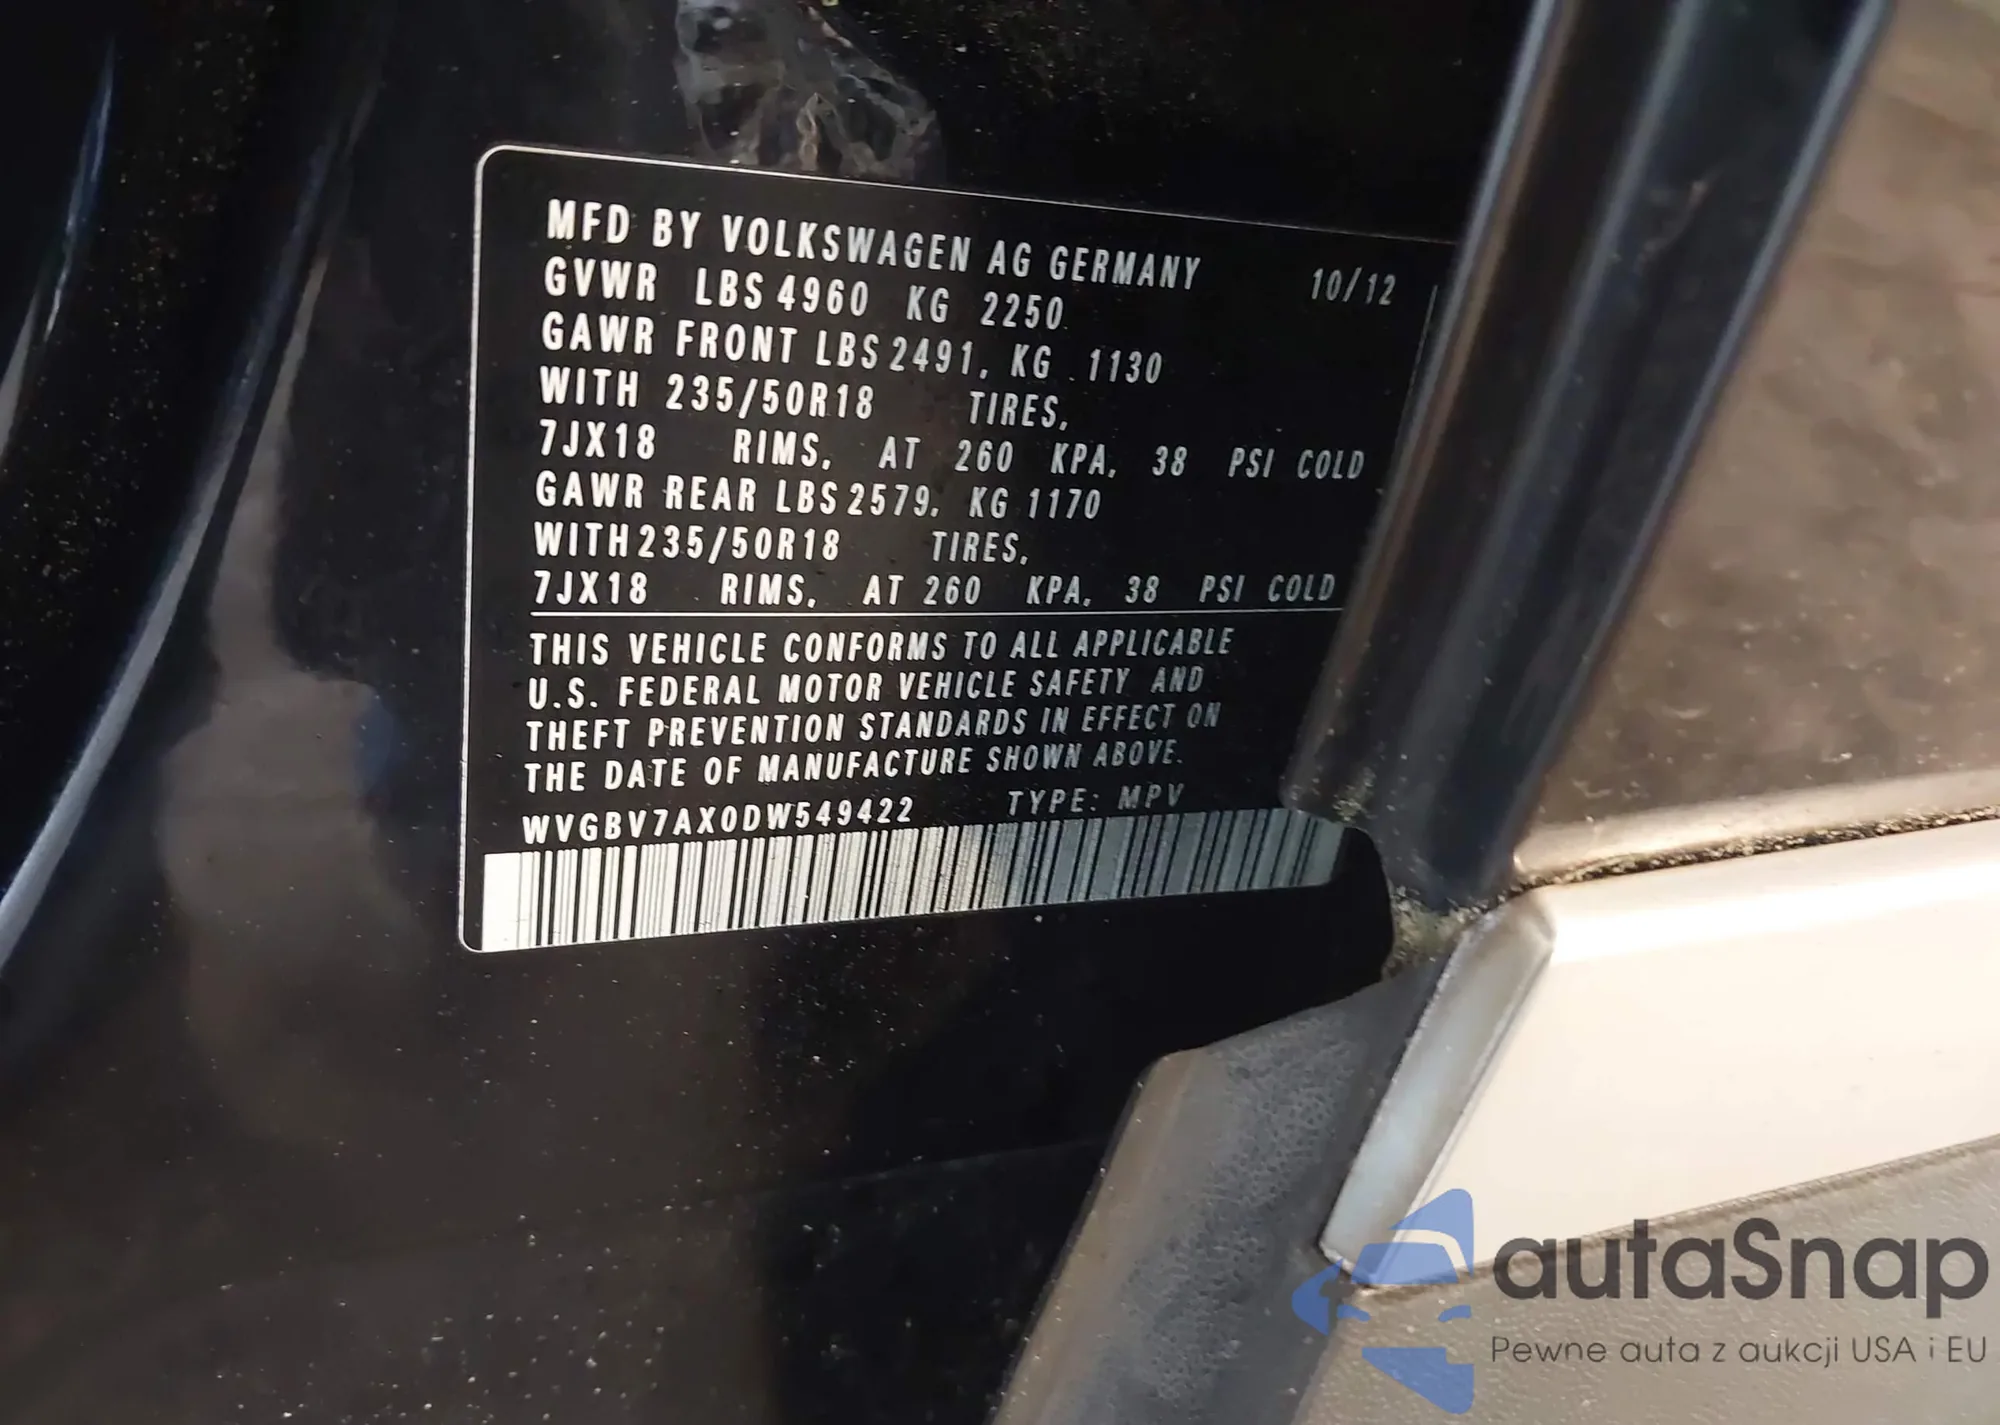 MFD BY VOLKSWAGEN AG GERMANY 10/12
GVWR LBS 4960 KG 2250
GAWR FRONT LBS 2491, KG 1130
WITH 235/50R18 TIRES,
7JX18 RIMS, AT 260 KPA, 38 PSI COLD
GAWR REAR LBS 2579, KG 1170
WITH 235/50R18 TIRES,
7JX18 RIMS, AT 260 KPA, 38 PSI COLD
THIS VEHICLE CONFORMS TO ALL APPLICABLE
U.S. FEDERAL MOTOR VEHICLE SAFETY AND
THEFT PREVENTION STANDARDS IN EFFECT ON
THE DATE OF MANUFACTURE SHOWN ABOVE.
WVGBV7AX0DW549422 TYPE: MPV
autaSnap
Pewne auta z aukcji USA i EU